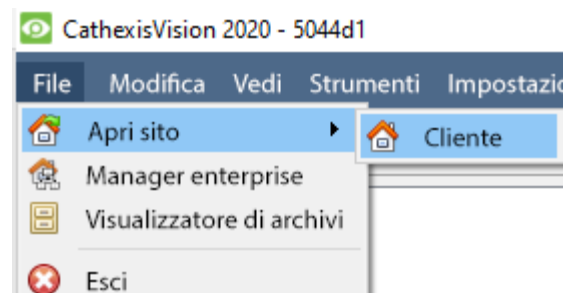 CathexisVision 2020 - 5044d1
File Modifica Vedi Strumenti
Apri sito Cliente
Manager enterprise
Visualizzatore di archivi
Esci